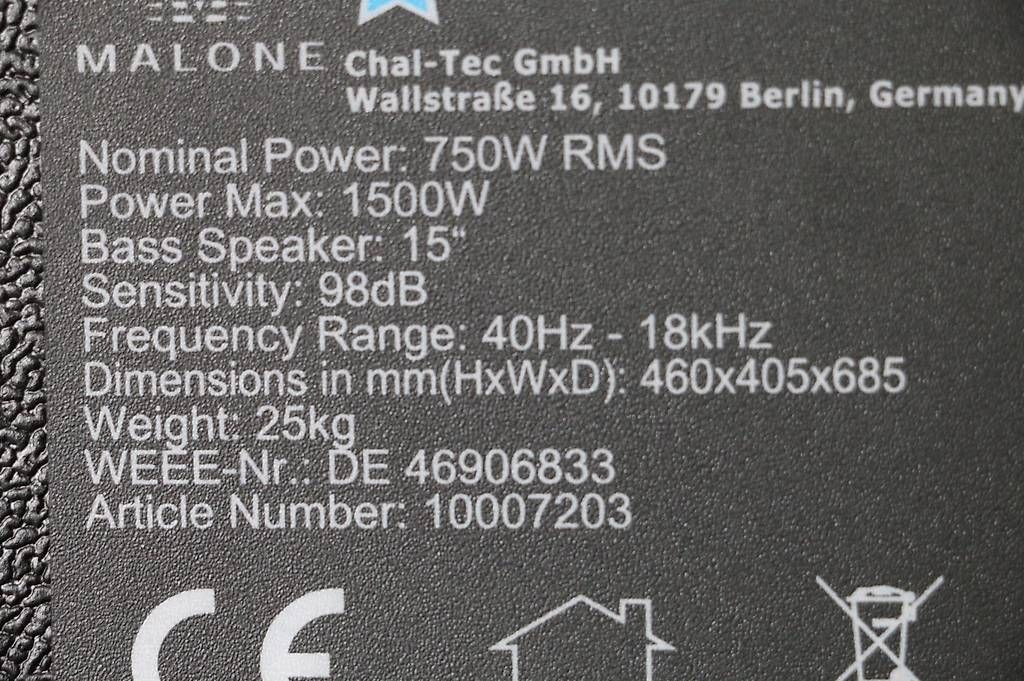 MALONE
Chal-Tec GmbH
Wallstraße 16, 10179 Berlin, Germany
Nominal Power: 750W RMS
Power Max: 1500W
Bass Speaker: 15“
Sensitivity: 98dB
Frequency Range: 40Hz - 18kHz
Dimensions in mm(HxWxD): 460x405x685
Weight: 25kg
WEEE-Nr.: DE 46906833
Article Number: 10007203
CE